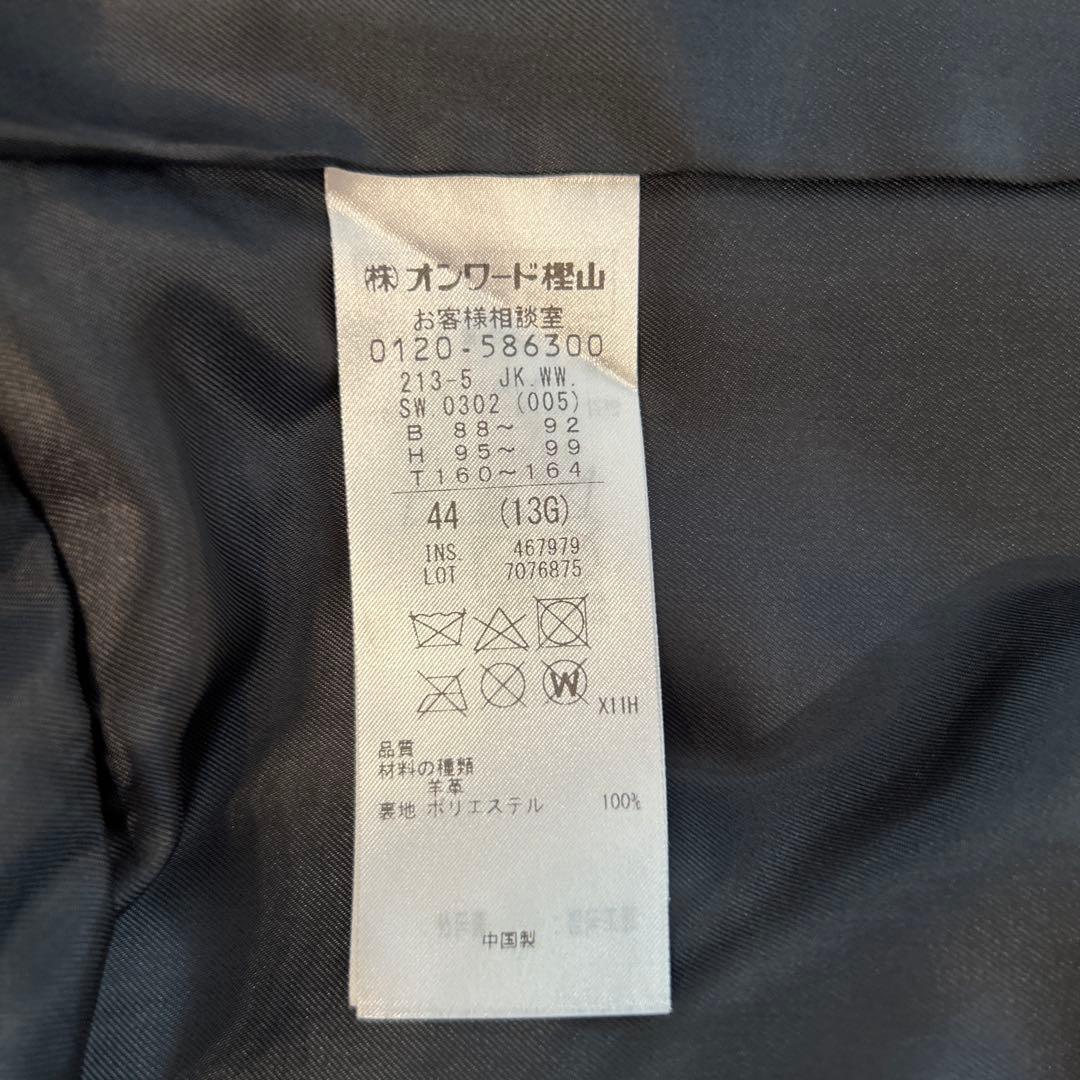 ㈱オンワード樫山
お客様相談室
0120-586300
213-5 JK.WW.
SW 0302 (005)
B 88〜 92
H 95〜 99
T160〜164
44 (13G)
INS. 467979
LOT 7076875
W
X11H
品質
材料の種類
羊革
裏地 ポリエステル 100%
中国製